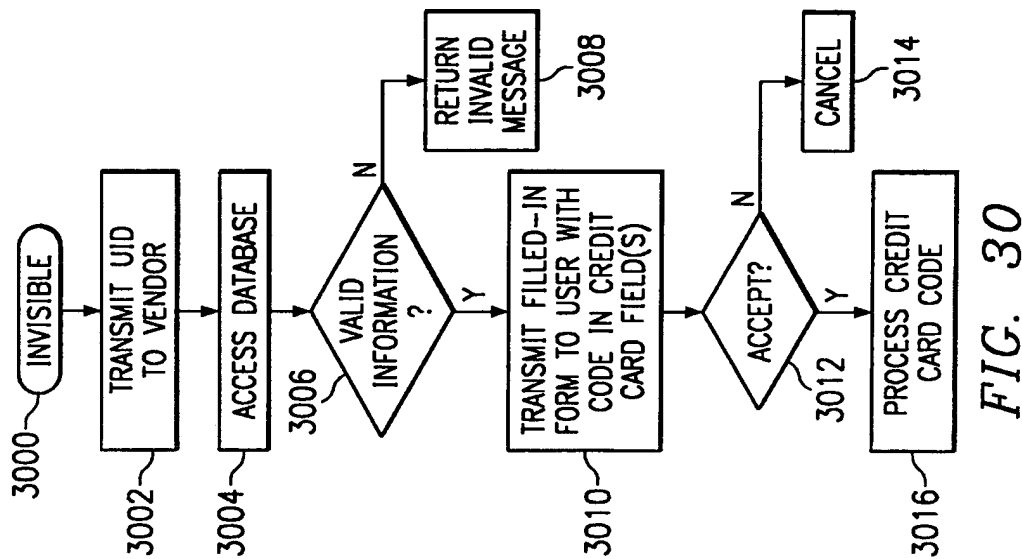 3000
INVISIBLE
3002
TRANSMIT UID
TO VENDOR
3004
ACCESS DATABASE
3006
VALID
INFORMATION
?
N
Y
RETURN
INVALID
MESSAGE
3008
3010
TRANSMIT FILLED-IN
FORM TO USER WITH
CODE IN CREDIT
CARD FIELD(S)
ACCEPT?
3012
N
Y
CANCEL
3014
3016
PROCESS CREDIT
CARD CODE
FIG. 30